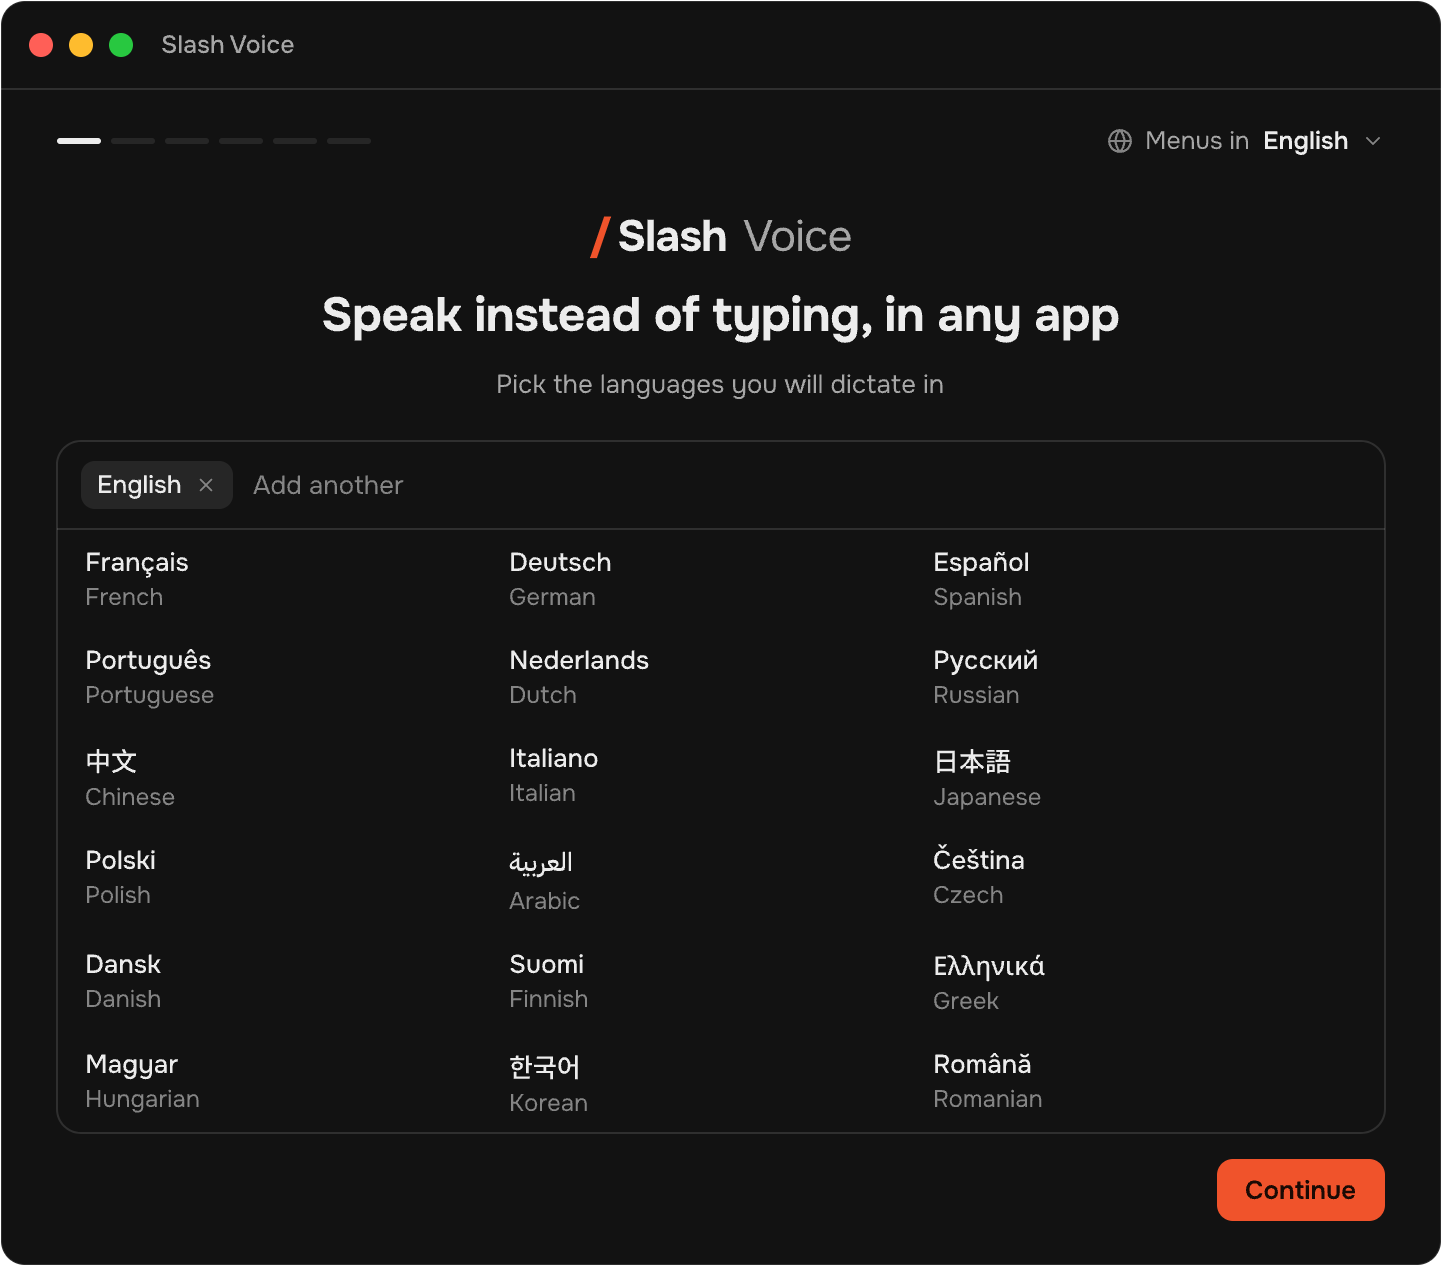 Slash Voice
Menus in English
/Slash Voice
Speak instead of typing, in any app
Pick the languages you will dictate in
English × Add another
Français
French
Deutsch
German
Español
Spanish
Português
Portuguese
Nederlands
Dutch
Русский
Russian
中文
Chinese
Italiano
Italian
日本語
Japanese
Polski
Polish
العربية
Arabic
Čeština
Czech
Dansk
Danish
Suomi
Finnish
Ελληνικά
Greek
Magyar
Hungarian
한국어
Korean
Română
Romanian
Continue